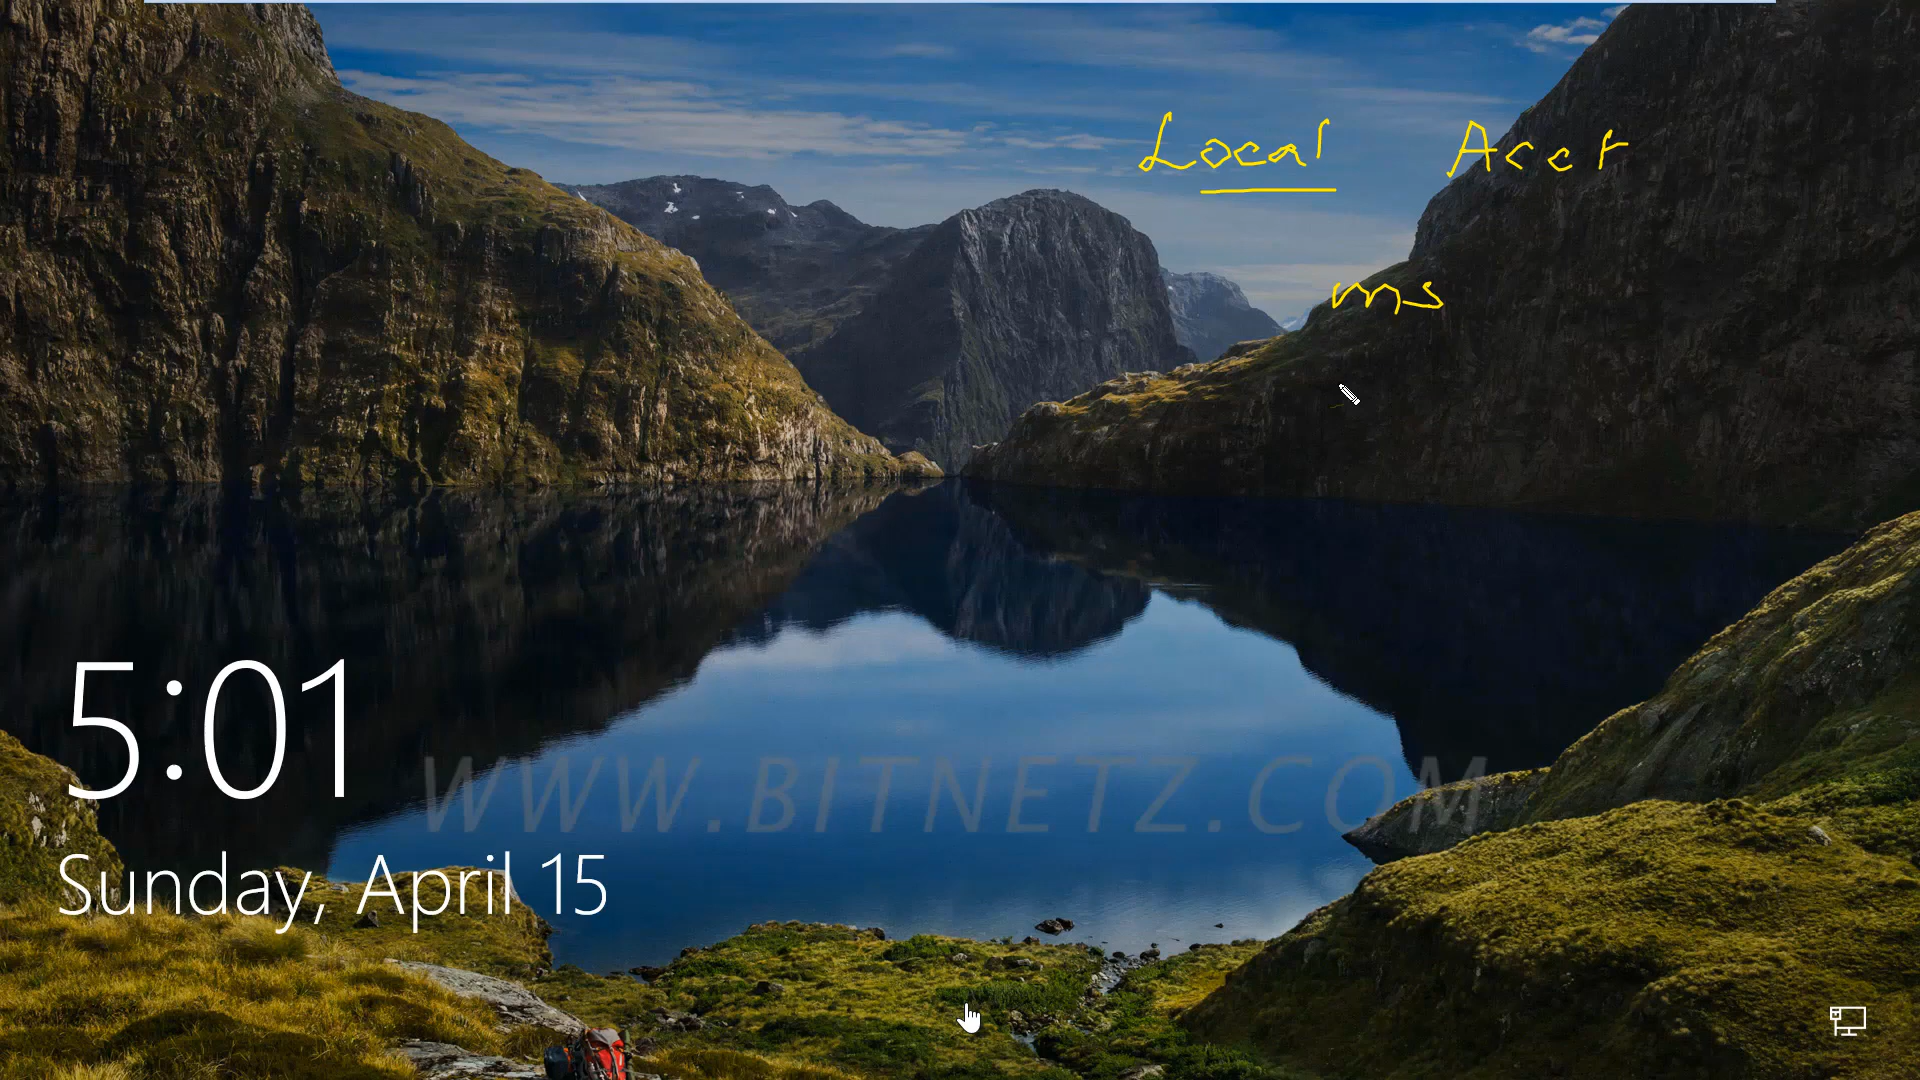 Local Acct
ms
5:01
WWW.BITNETZ.COM
Sunday, April 15